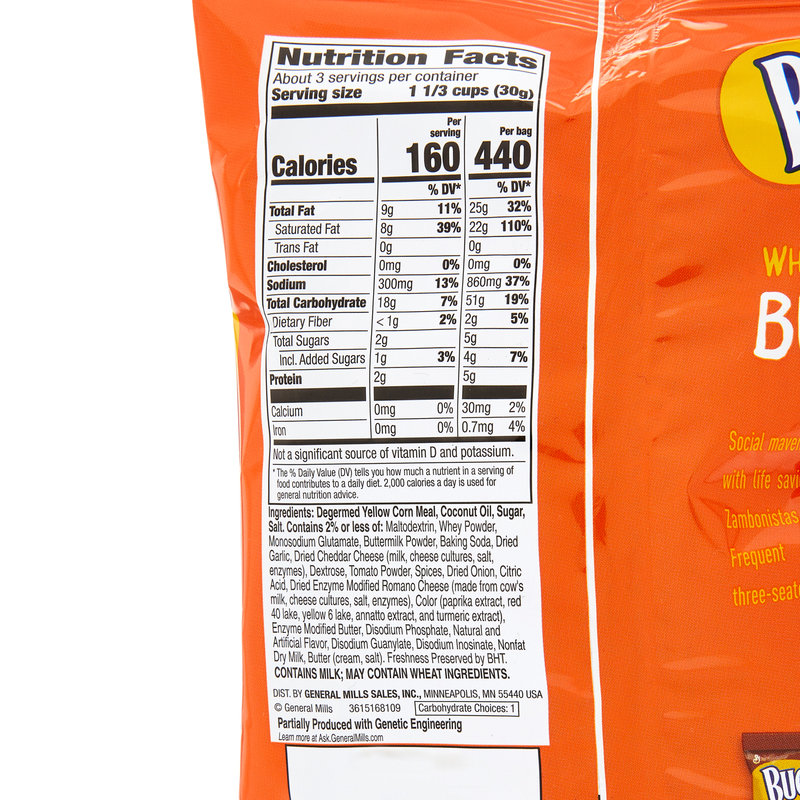 Nutrition Facts
About 3 servings per container
Serving size 1 1/3 cups (30g)
Per serving Per bag
Calories 160 440
% DV* % DV*
Total Fat 9g 11% 25g 32%
Saturated Fat 8g 39% 22g 110%
Trans Fat 0g 0g
Cholesterol 0mg 0% 0mg 0%
Sodium 300mg 13% 860mg 37%
Total Carbohydrate 18g 7% 51g 19%
Dietary Fiber < 1g 2% 2g 5%
Total Sugars 2g 5g
Incl. Added Sugars 1g 3% 4g 7%
Protein 2g 5g
Calcium 0mg 0% 30mg 2%
Iron 0mg 0% 0.7mg 4%
Not a significant source of vitamin D and potassium.
*The % Daily Value (DV) tells you how much a nutrient in a serving of
food contributes to a daily diet. 2,000 calories a day is used for
general nutrition advice.
Ingredients: Degermed Yellow Corn Meal, Coconut Oil, Sugar,
Salt. Contains 2% or less of: Maltodextrin, Whey Powder,
Monosodium Glutamate, Buttermilk Powder, Baking Soda, Dried
Garlic, Dried Cheddar Cheese (milk, cheese cultures, salt,
enzymes), Dextrose, Tomato Powder, Spices, Dried Onion, Citric
Acid, Dried Enzyme Modified Romano Cheese (made from cow's
milk, cheese cultures, salt, enzymes), Color (paprika extract, red
40 lake, yellow 6 lake, annatto extract, and turmeric extract),
Enzyme Modified Butter, Disodium Phosphate, Natural and
Artificial Flavor, Disodium Guanylate, Disodium Inosinate, Nonfat
Dry Milk, Butter (cream, salt). Freshness Preserved by BHT.
CONTAINS MILK; MAY CONTAIN WHEAT INGREDIENTS.
DIST. BY GENERAL MILLS SALES, INC., MINNEAPOLIS, MN 55440 USA
© General Mills 3615168109 Carbohydrate Choices: 1
Partially Produced with Genetic Engineering
Learn more at Ask.GeneralMills.com
Social
with life
Zambonistas
Frequent